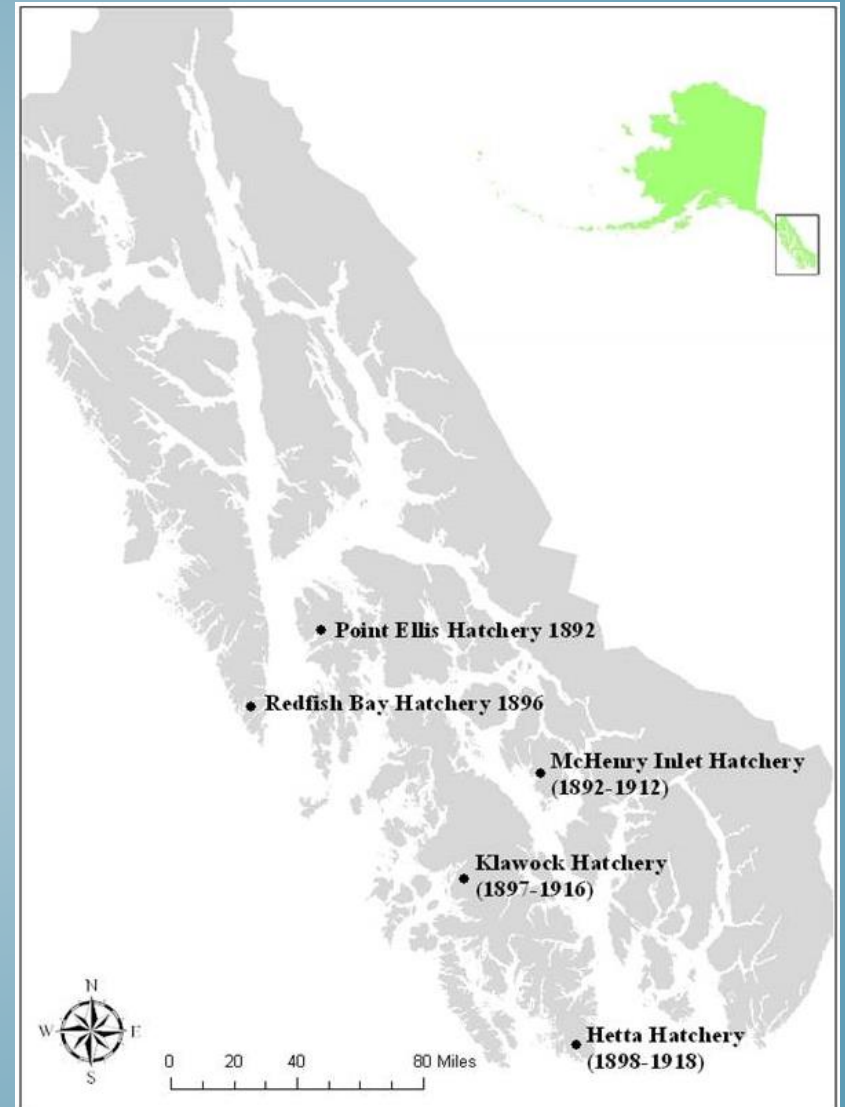 Point Ellis Hatchery 1892
Redfish Bay Hatchery 1896
McHenry Inlet Hatchery
(1892-1912)
Klawock Hatchery
(1897-1916)
Hetta Hatchery
(1898-1918)
N
W E
S
0 20 40 80 Miles